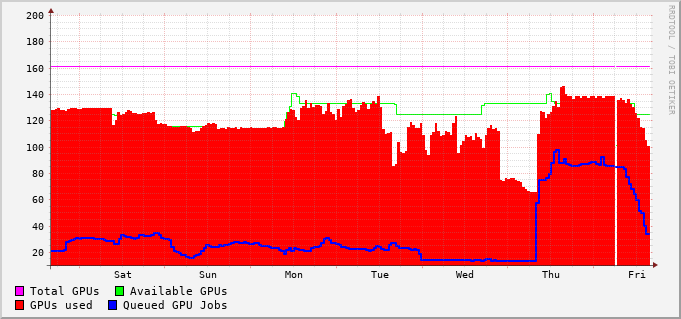 200
180
160
140
120
100
80
60
40
20
Sat Sun Mon Tue Wed Thu Fri
RRDTOOL / TOBI OETIKER
Total GPUs Available GPUs
GPUs used Queued GPU Jobs